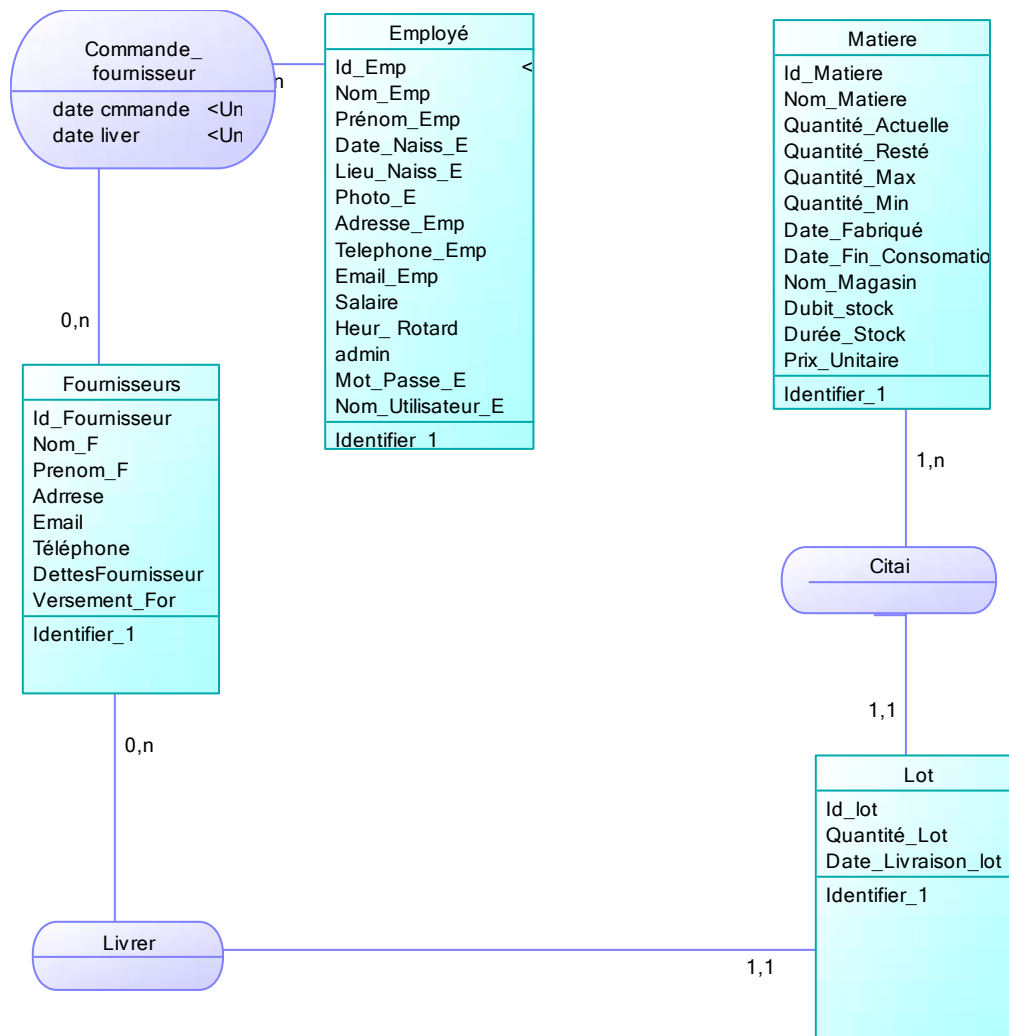 Commande_
fournisseur
date cmmande <Un
date liver <Un
n
Employé
Id_Emp <
Nom_Emp
Prénom_Emp
Date_Naiss_E
Lieu_Naiss_E
Photo_E
Adresse_Emp
Telephone_Emp
Email_Emp
Salaire
Heur_ Rotard
admin
Mot_Passe_E
Nom_Utilisateur_E
Identifier_1
Matiere
Id_Matiere
Nom_Matiere
Quantité_Actuelle
Quantité_Resté
Quantité_Max
Quantité_Min
Date_Fabriqué
Date_Fin_Consomatio
Nom_Magasin
Dubit_stock
Durée_Stock
Prix_Unitaire
Identifier_1
0,n
Fournisseurs
Id_Fournisseur
Nom_F
Prenom_F
Adrrese
Email
Téléphone
DettesFournisseur
Versement_For
Identifier_1
1,n
Citai
1,1
0,n
Lot
Id_lot
Quantité_Lot
Date_Livraison_lot
Identifier_1
Livrer
1,1